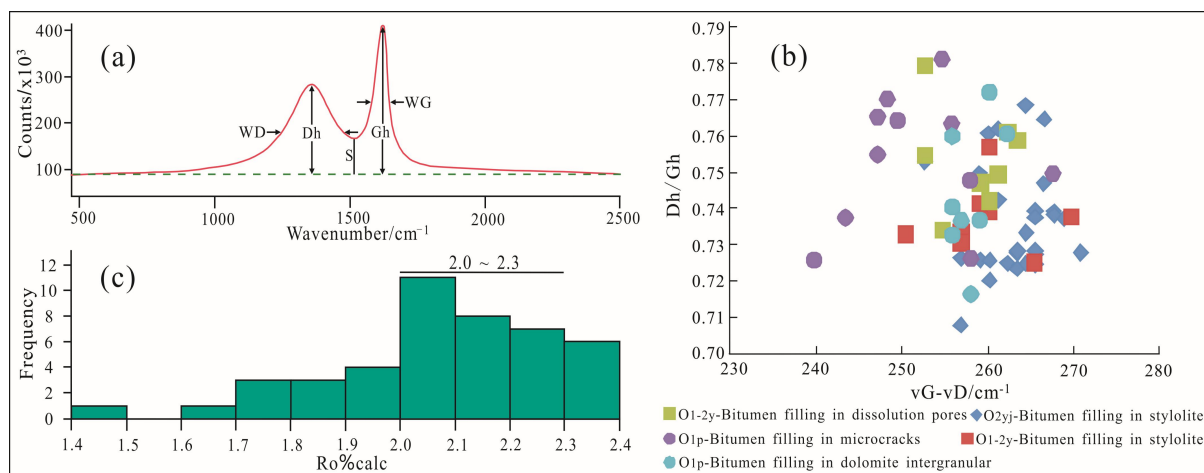 (a)
Counts/x10³
400
300
200
100
WD
Dh
S
Gh
WG
500
1000
1500
2000
2500
Wavenumber/cm⁻¹
(c)
2.0 ~ 2.3
Frequency
12
10
8
6
4
2
0
1.4
1.5
1.6
1.7
1.8
1.9
2.0
2.1
2.2
2.3
2.4
Ro%calc
(b)
Dh/Gh
0.79
0.78
0.77
0.76
0.75
0.74
0.73
0.72
0.71
0.70
230
240
250
260
270
280
vG-vD/cm⁻¹
O1-2y-Bitumen filling in dissolution pores
O2yj-Bitumen filling in stylolite
O1p-Bitumen filling in microcracks
O1-2y-Bitumen filling in stylolite
O1p-Bitumen filling in dolomite intergranular